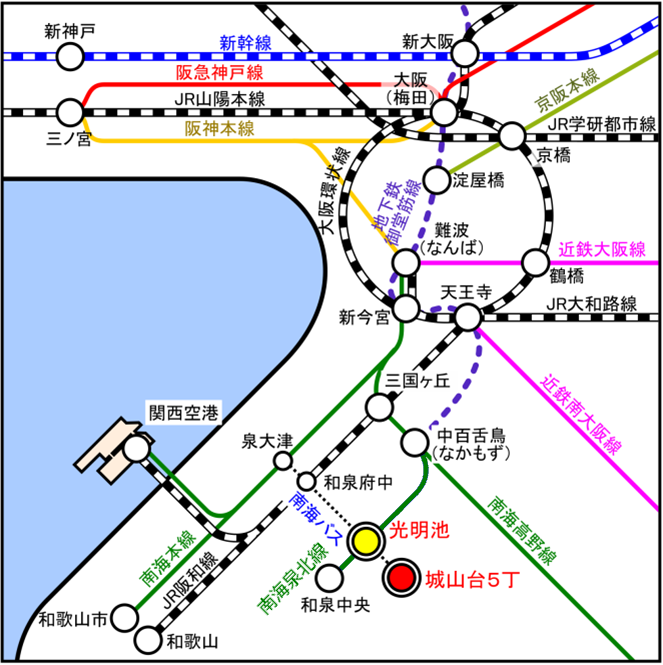 新神戸
新幹線
新大阪
阪急神戸線
大阪
(梅田)
JR山陽本線
京阪本線
三ノ宮
阪神本線
JR学研都市線
京橋
大阪環状線
地下鉄
御堂筋線
淀屋橋
難波
(なんば)
近鉄大阪線
鶴橋
天王寺
新今宮
JR大和路線
三国ヶ丘
近鉄南大阪線
関西空港
泉大津
中百舌鳥
(なかもず)
和泉府中
南海バス
光明池
南海高野線
南海本線
JR阪和線
南海泉北線
城山台5丁
和泉中央
和歌山市
和歌山